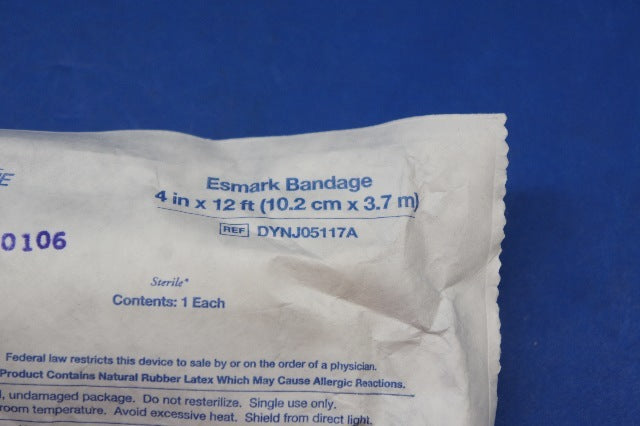 Esmark Bandage
4 in x 12 ft (10.2 cm x 3.7 m)
REF DYNJ05117A
0106
Sterile*
Contents: 1 Each
Federal law restricts this device to sale by or on the order of a physician.
Product Contains Natural Rubber Latex Which May Cause Allergic Reactions.
, undamaged package. Do not resterilize. Single use only.
room temperature. Avoid excessive heat. Shield from direct light.